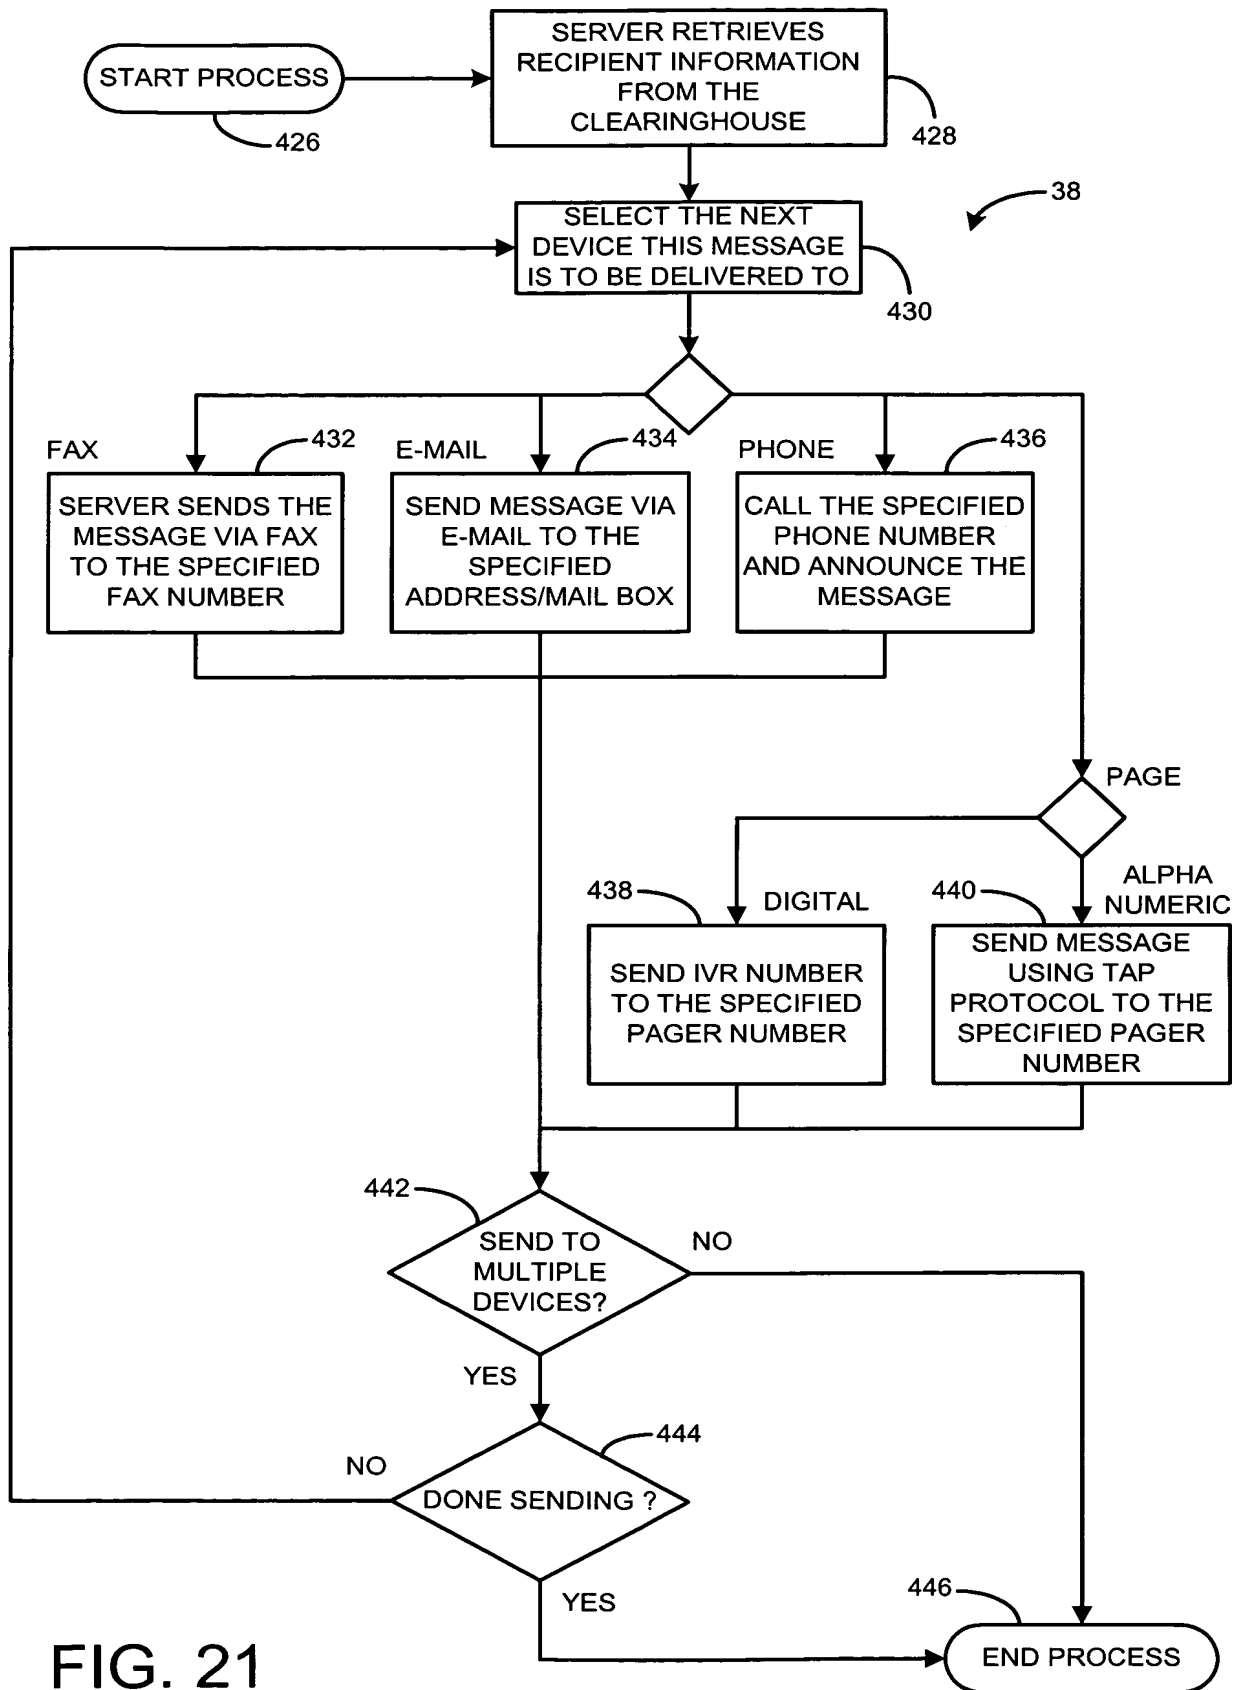 START PROCESS
426
SERVER RETRIEVES
RECIPIENT INFORMATION
FROM THE
CLEARINGHOUSE
428
38
SELECT THE NEXT
DEVICE THIS MESSAGE
IS TO BE DELIVERED TO
430
FAX
432
SERVER SENDS THE
MESSAGE VIA FAX
TO THE SPECIFIED
FAX NUMBER
E-MAIL
434
SEND MESSAGE VIA
E-MAIL TO THE
SPECIFIED
ADDRESS/MAIL BOX
PHONE
436
CALL THE SPECIFIED
PHONE NUMBER
AND ANNOUNCE THE
MESSAGE
PAGE
438
DIGITAL
SEND IVR NUMBER
TO THE SPECIFIED
PAGER NUMBER
440
ALPHA
NUMERIC
SEND MESSAGE
USING TAP
PROTOCOL TO THE
SPECIFIED PAGER
NUMBER
442
SEND TO
MULTIPLE
DEVICES?
NO
YES
444
NO
DONE SENDING ?
YES
446
END PROCESS
FIG. 21